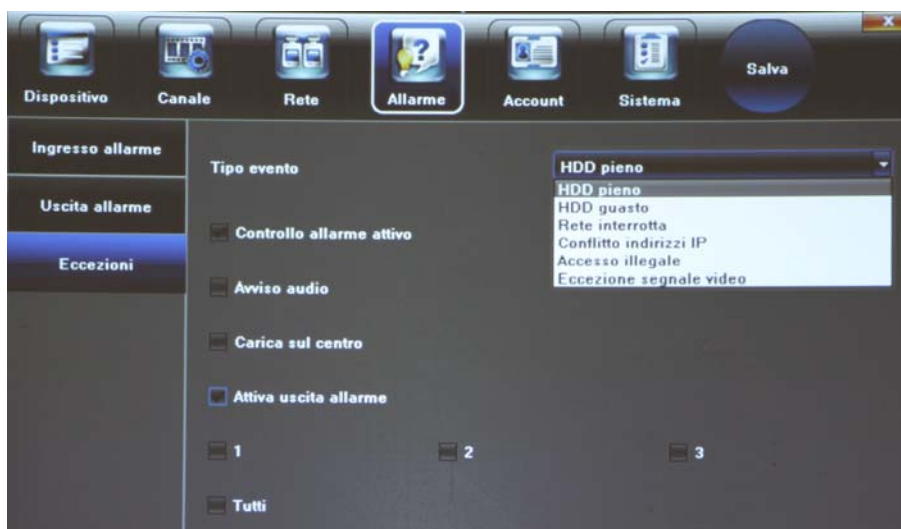 Dispositivo
Canale
Rete
Allarme
Account
Sistema
Salva
Ingresso allarme
Uscita allarme
Eccezioni
Tipo evento
HDD pieno
HDD pieno
HDD guasto
Rete interrotta
Conflitto indirizzi IP
Accesso illegale
Eccezione segnale video
Controllo allarme attivo
Avviso audio
Carica sul centro
Attiva uscita allarme
1
2
3
Tutti